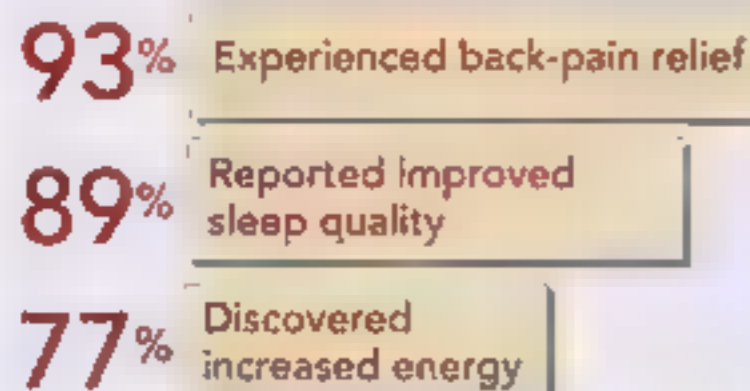 93% Experienced back-pain relief
89% Reported improved
sleep quality
77% Discovered
increased energy